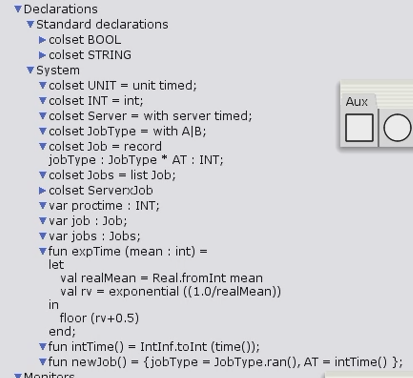 Declarations
Standard declarations
colset BOOL
colset STRING
System
colset UNIT = unit timed;
colset INT = int;
colset Server = with server timed;
colset JobType = with A|B;
colset Job = record
jobType : JobType * AT : INT;
colset Jobs = list Job;
colset ServerxJob
var proctime : INT;
var job : Job;
var jobs : Jobs;
fun expTime (mean : int) =
let
val realMean = Real.fromInt mean
val rv = exponential ((1.0/realMean))
in
floor (rv+0.5)
end;
fun intTime() = IntInf.toInt (time());
fun newJob() = {jobType = JobType.ran(), AT = intTime() };
Monitors
Aux